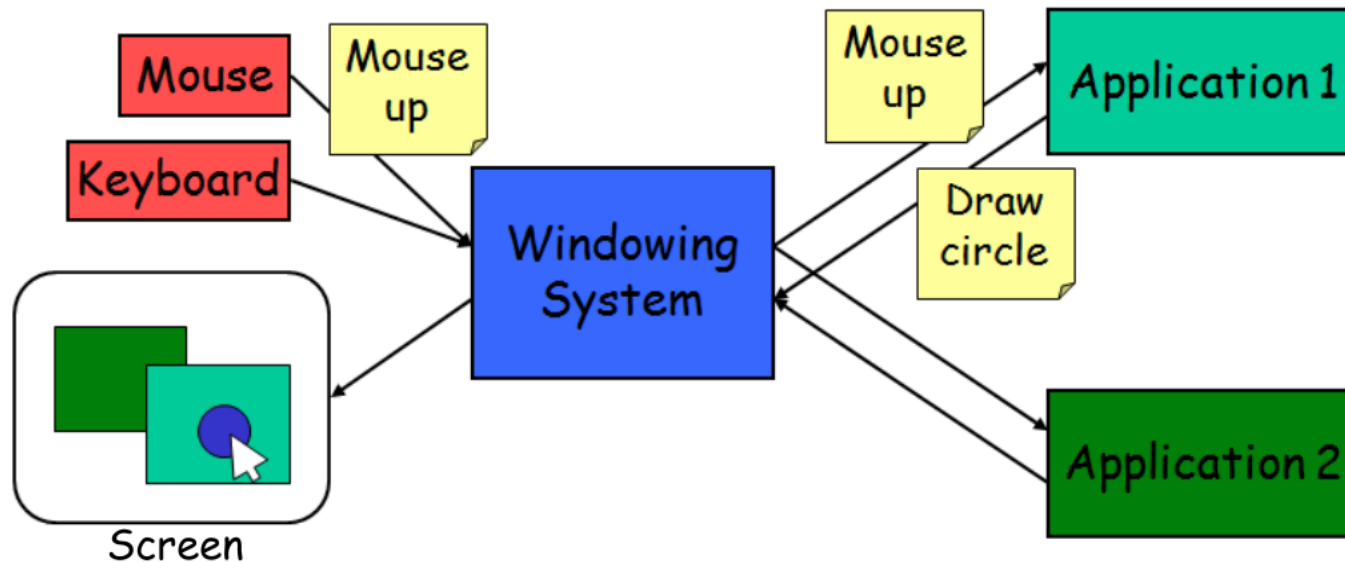 Mouse
Mouse
up
Mouse
up
Application 1
Keyboard
Windowing
System
Draw
circle
Application 2
Screen